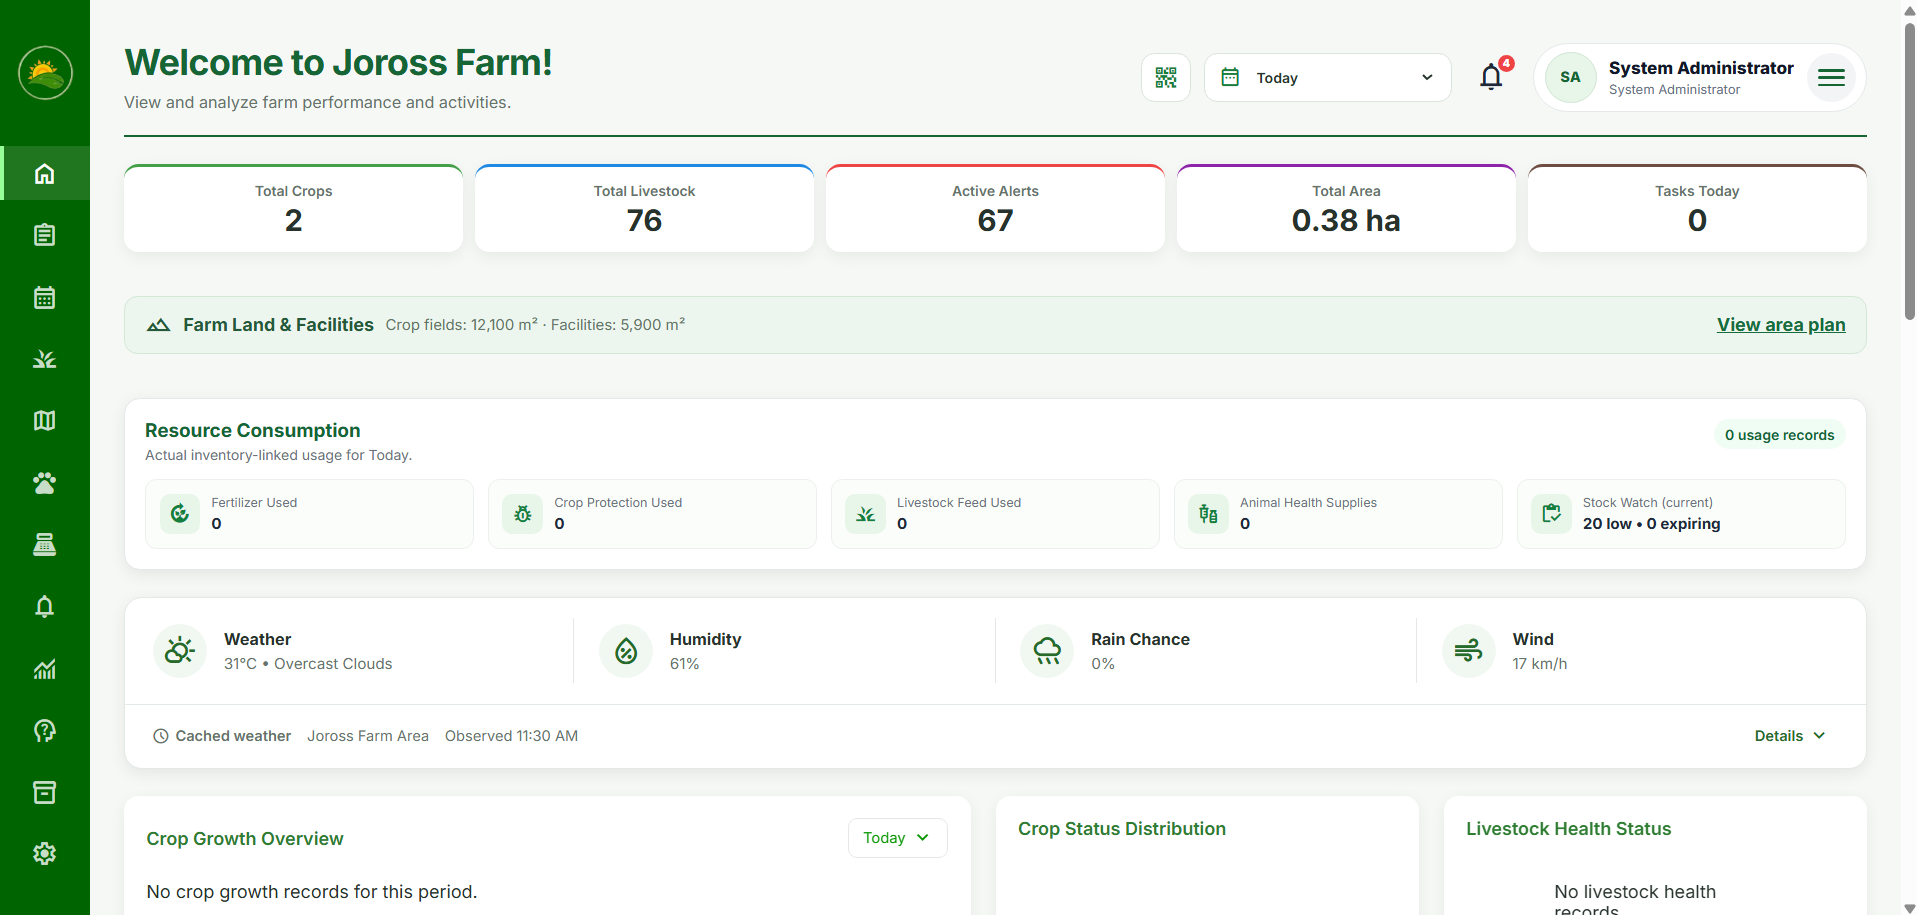 Welcome to Joross Farm!
View and analyze farm performance and activities.
Today
4
SA
System Administrator
System Administrator
Total Crops
2
Total Livestock
76
Active Alerts
67
Total Area
0.38 ha
Tasks Today
0
Farm Land & Facilities
Crop fields: 12,100 m² · Facilities: 5,900 m²
View area plan
Resource Consumption
Actual inventory-linked usage for Today.
0 usage records
Fertilizer Used
0
Crop Protection Used
0
Livestock Feed Used
0
Animal Health Supplies
0
Stock Watch (current)
20 low • 0 expiring
Weather
31°C • Overcast Clouds
Humidity
61%
Rain Chance
0%
Wind
17 km/h
Cached weather
Joross Farm Area
Observed 11:30 AM
Details
Crop Growth Overview
Today
No crop growth records for this period.
Crop Status Distribution
Livestock Health Status
No livestock health
records